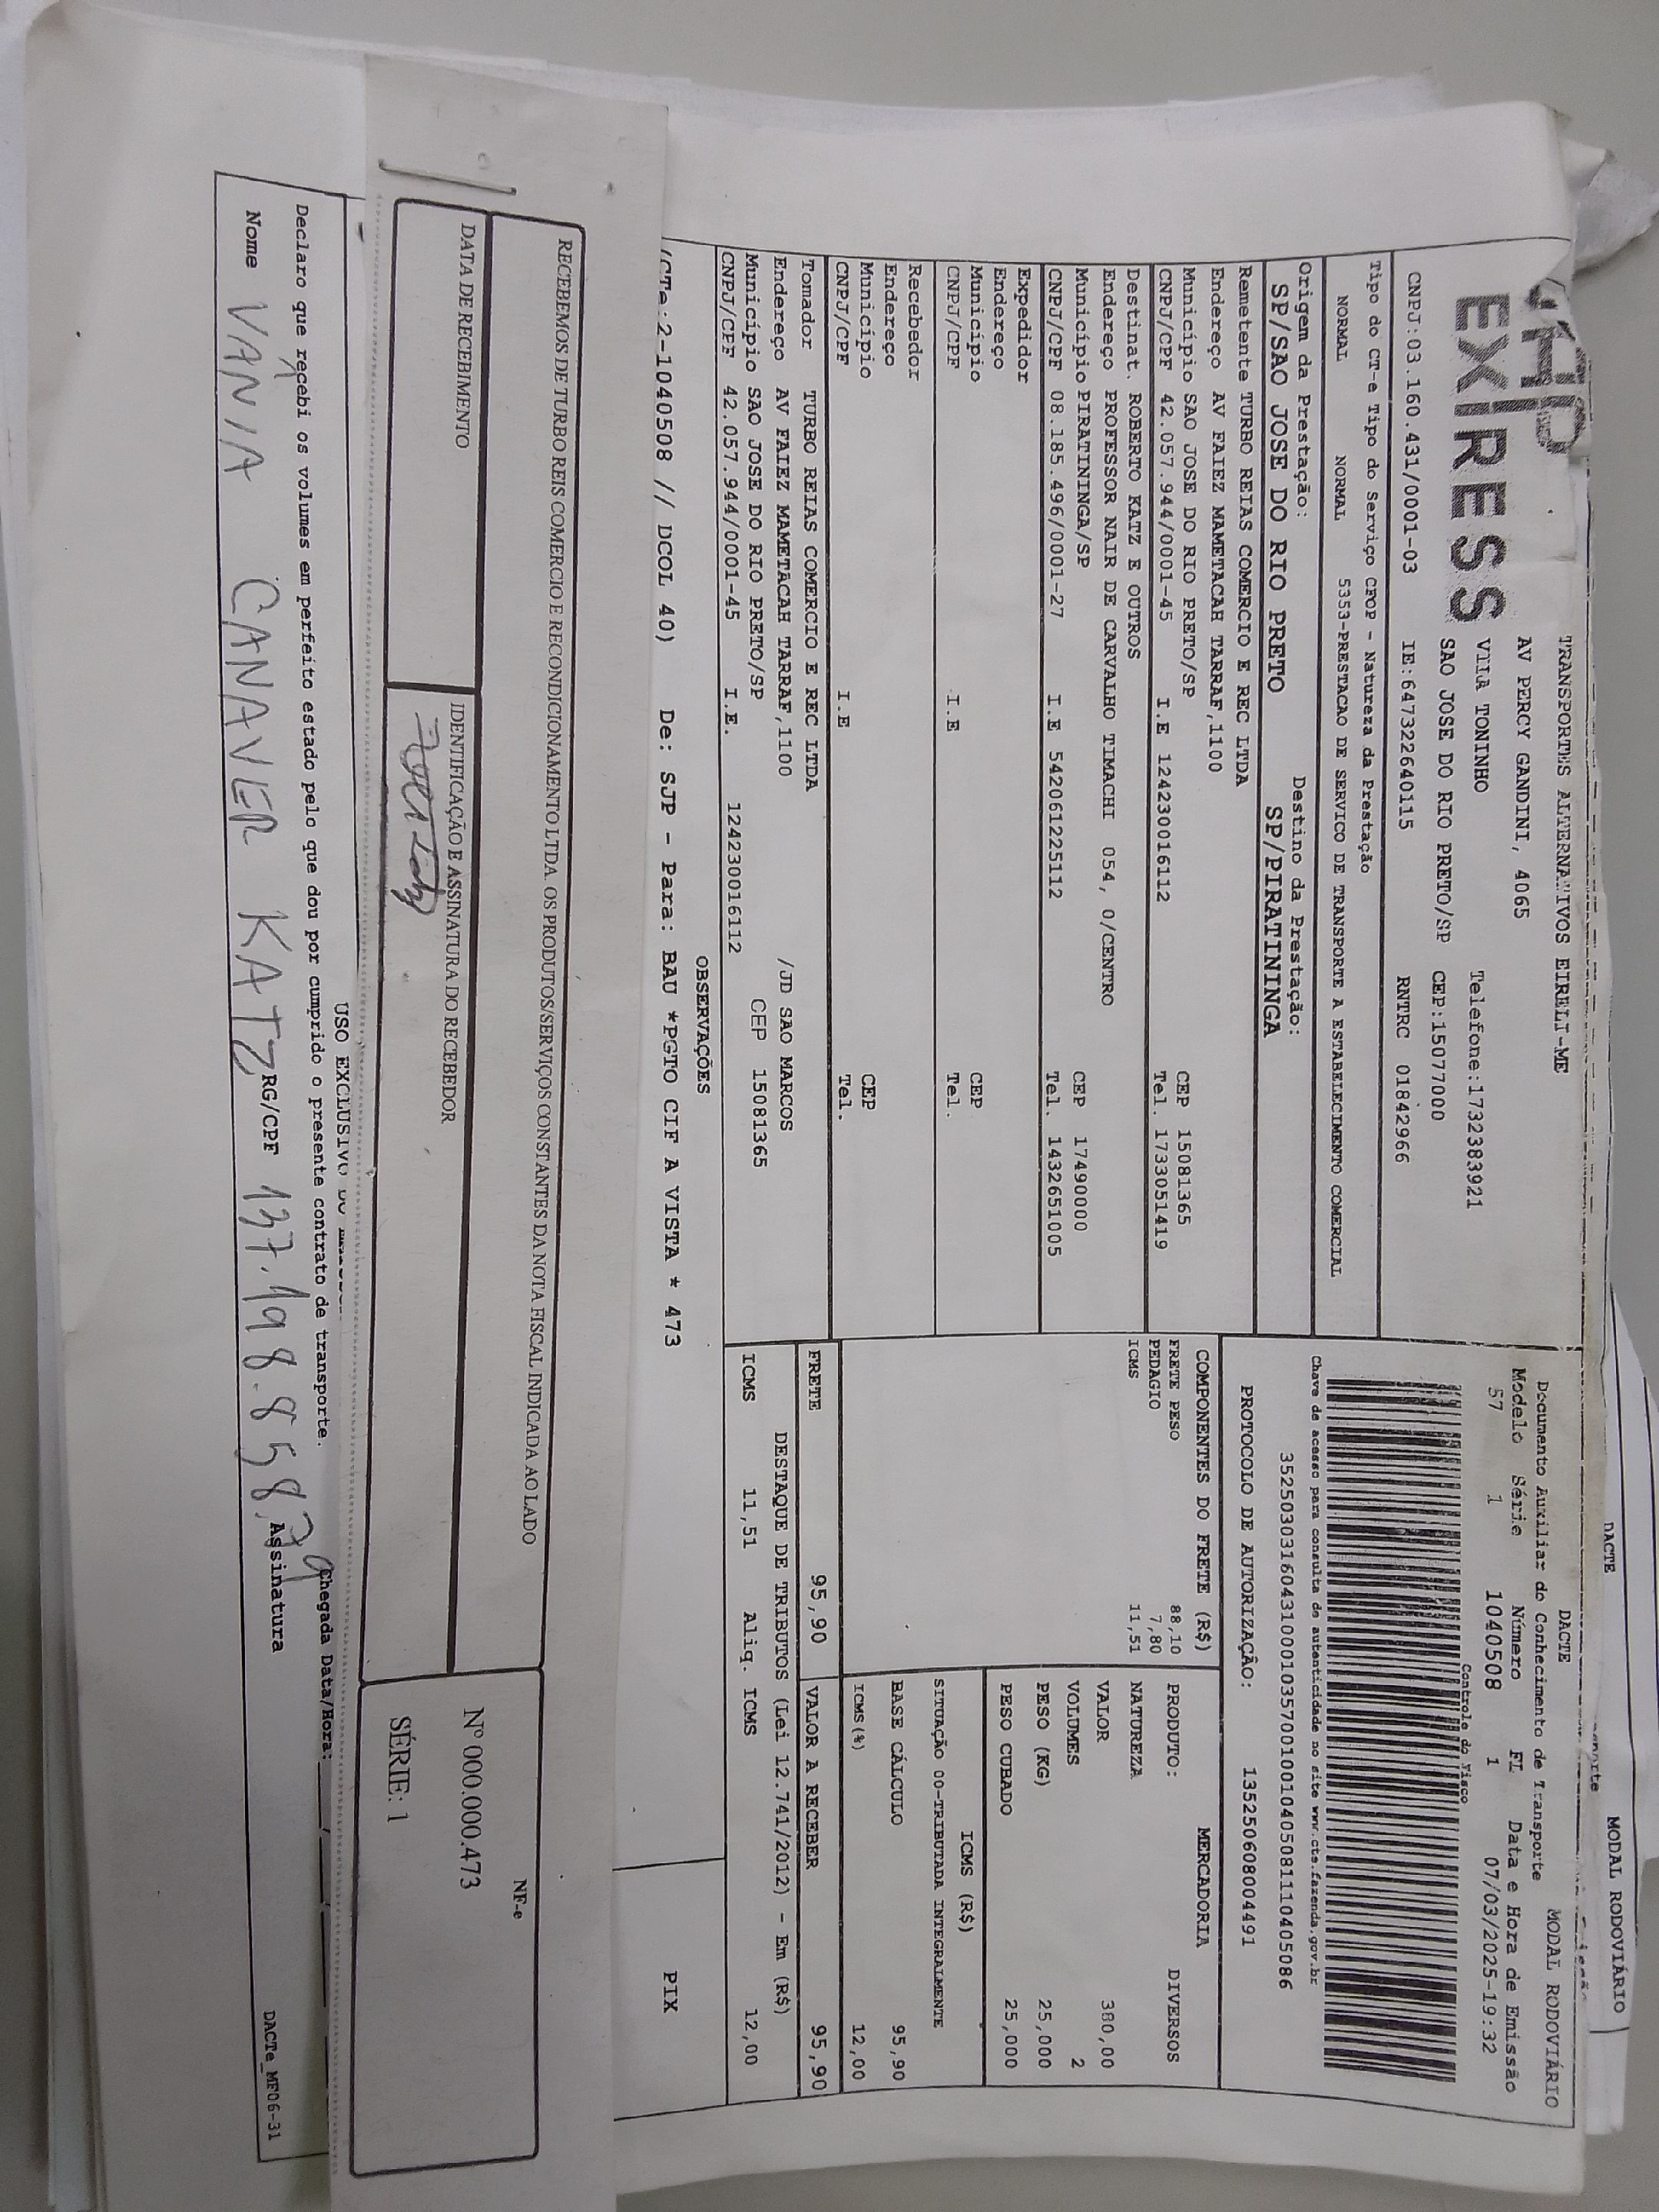 DACTE
MODAL RODOVIÁRIO
EXPRESS
TRANSPORTES ALTERNATIVOS EIRELI-ME
AV PERCY GANDINI, 4065
VIIA TONINHO Telefone:1732383921
SAO JOSE DO RIO PRETO/SP CEP:15077000
CNPJ:03.160.431/0001-03 IE:647322640115 RNTRC 01842966
DACTE MODAL RODOVIÁRIO
Documento Auxiliar do Conhecimento de Transporte
Modelo Série Número FL Data e Hora de Emissão
57 1 1040508 1 07/03/2025-19:32
Controle do Fisco
Tipo do CT-e Tipo do Serviço CFOP - Natureza da Prestação
NORMAL NORMAL 5353-PRESTACAO DE SERVICO DE TRANSPORTE A ESTABELECIMENTO COMERCIAL
Chave de acesso para consulta de autenticidade no site www.cte.fazenda.gov.br
35250303160431000103570010010405081110405086
Origem da Prestação: Destino da Prestação:
SP/SAO JOSE DO RIO PRETO SP/PIRATININGA
PROTOCOLO DE AUTORIZAÇÃO: 135250608004491
Remetente TURBO REIAS COMERCIO E REC LTDA
Endereço AV FAIEZ MAMETACAH TARRAF,1100
Município SAO JOSE DO RIO PRETO/SP CEP 15081365
CNPJ/CPF 42.057.944/0001-45 I.E 124230016112 Tel. 1733051419
Destinat. ROBERTO KATZ E OUTROS
Endereço PROFESSOR NAIR DE CARVALHO TIMACHI 054, 0/CENTRO
Município PIRATININGA/SP CEP 17490000
CNPJ/CPF 08.185.496/0001-27 I.E 542061225112 Tel. 1432651005
Expedidor
Endereço
Município CEP
CNPJ/CPF I.E Tel.
Recebedor
Endereço
Município CEP
CNPJ/CPF I.E Tel.
Tomador TURBO REIAS COMERCIO E REC LTDA
Endereço AV FAIEZ MAMETACAH TARRAF,1100 /JD SAO MARCOS
Município SAO JOSE DO RIO PRETO/SP CEP 15081365
CNPJ/CPF 42.057.944/0001-45 I.E. 124230016112
COMPONENTES DO FRETE (R$)
FRETE PESO 88,10
PEDAGIO 7,80
ICMS 11,51
MERCADORIA
PRODUTO: DIVERSOS
NATUREZA
VALOR 380,00
VOLUMES 2
PESO (KG) 25,000
PESO CUBADO 25,000
ICMS (R$)
SITUAÇÃO 00-TRIBUTADA INTEGRALMENTE
BASE CÁLCULO 95,90
ICMS(%) 12,00
FRETE 95,90 VALOR A RECEBER 95,90
DESTAQUE DE TRIBUTOS (Lei 12.741/2012) - Em (R$)
ICMS 11,51 Aliq. ICMS 12,00
OBSERVAÇÕES
(CTe:2-1040508 // DCOL 40) De: SJP - Para: BAU *PGTO CIF A VISTA * 473
PIX
RECEBEMOS DE TURBO REIS COMERCIO E RECONDICIONAMENTO LTDA. OS PRODUTOS/SERVIÇOS CONSTANTES DA NOTA FISCAL INDICADA AO LADO
DATA DE RECEBIMENTO
IDENTIFICAÇÃO E ASSINATURA DO RECEBEDOR
NF-e
Nº 000.000.473
SÉRIE: 1
USO EXCLUSIVO DO
Declaro que recebi os volumes em perfeito estado pelo que dou por cumprido o presente contrato de transporte. Chegada Data/Hora: / /
Nome VÂNIA CANAVER KATZ RG/CPF 137.198.858.79 Assinatura
DACTe_MF06-31